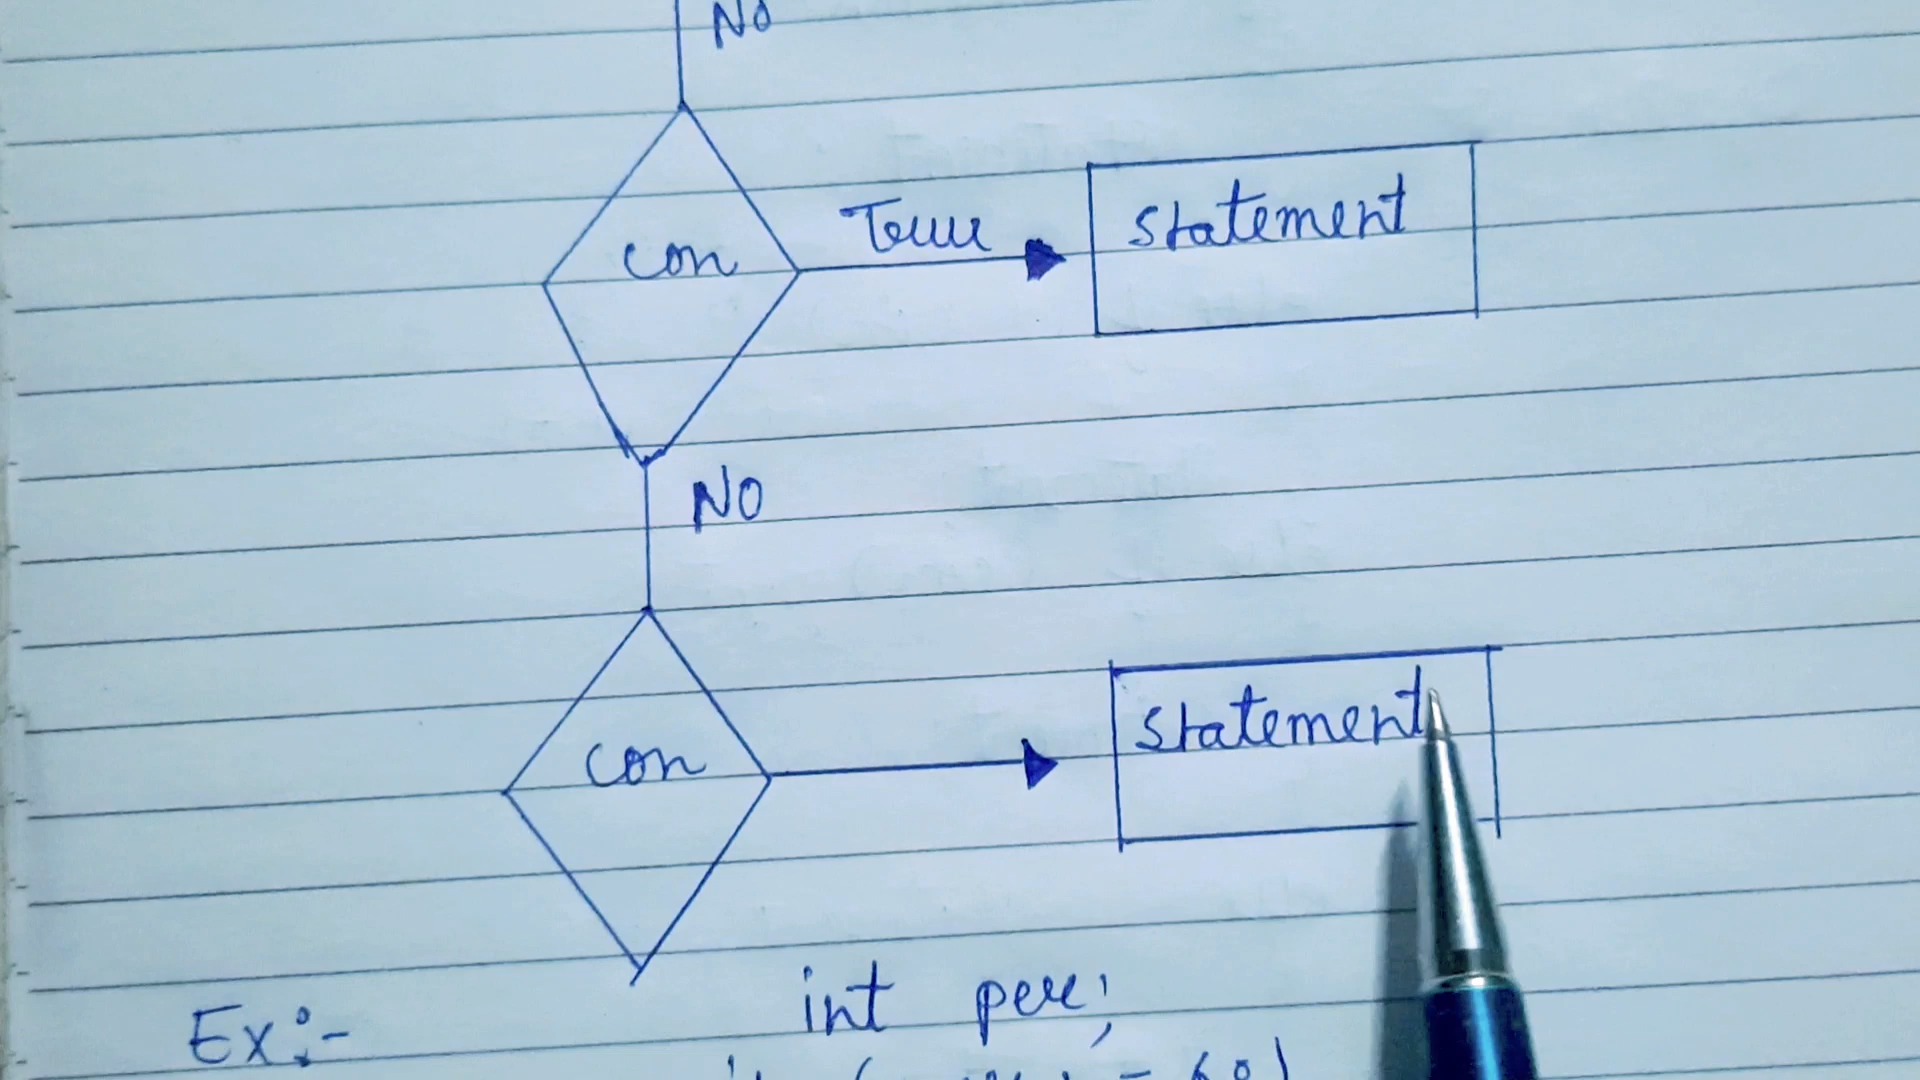 NO
con True statement
NO
con statement
Ex:- int per;